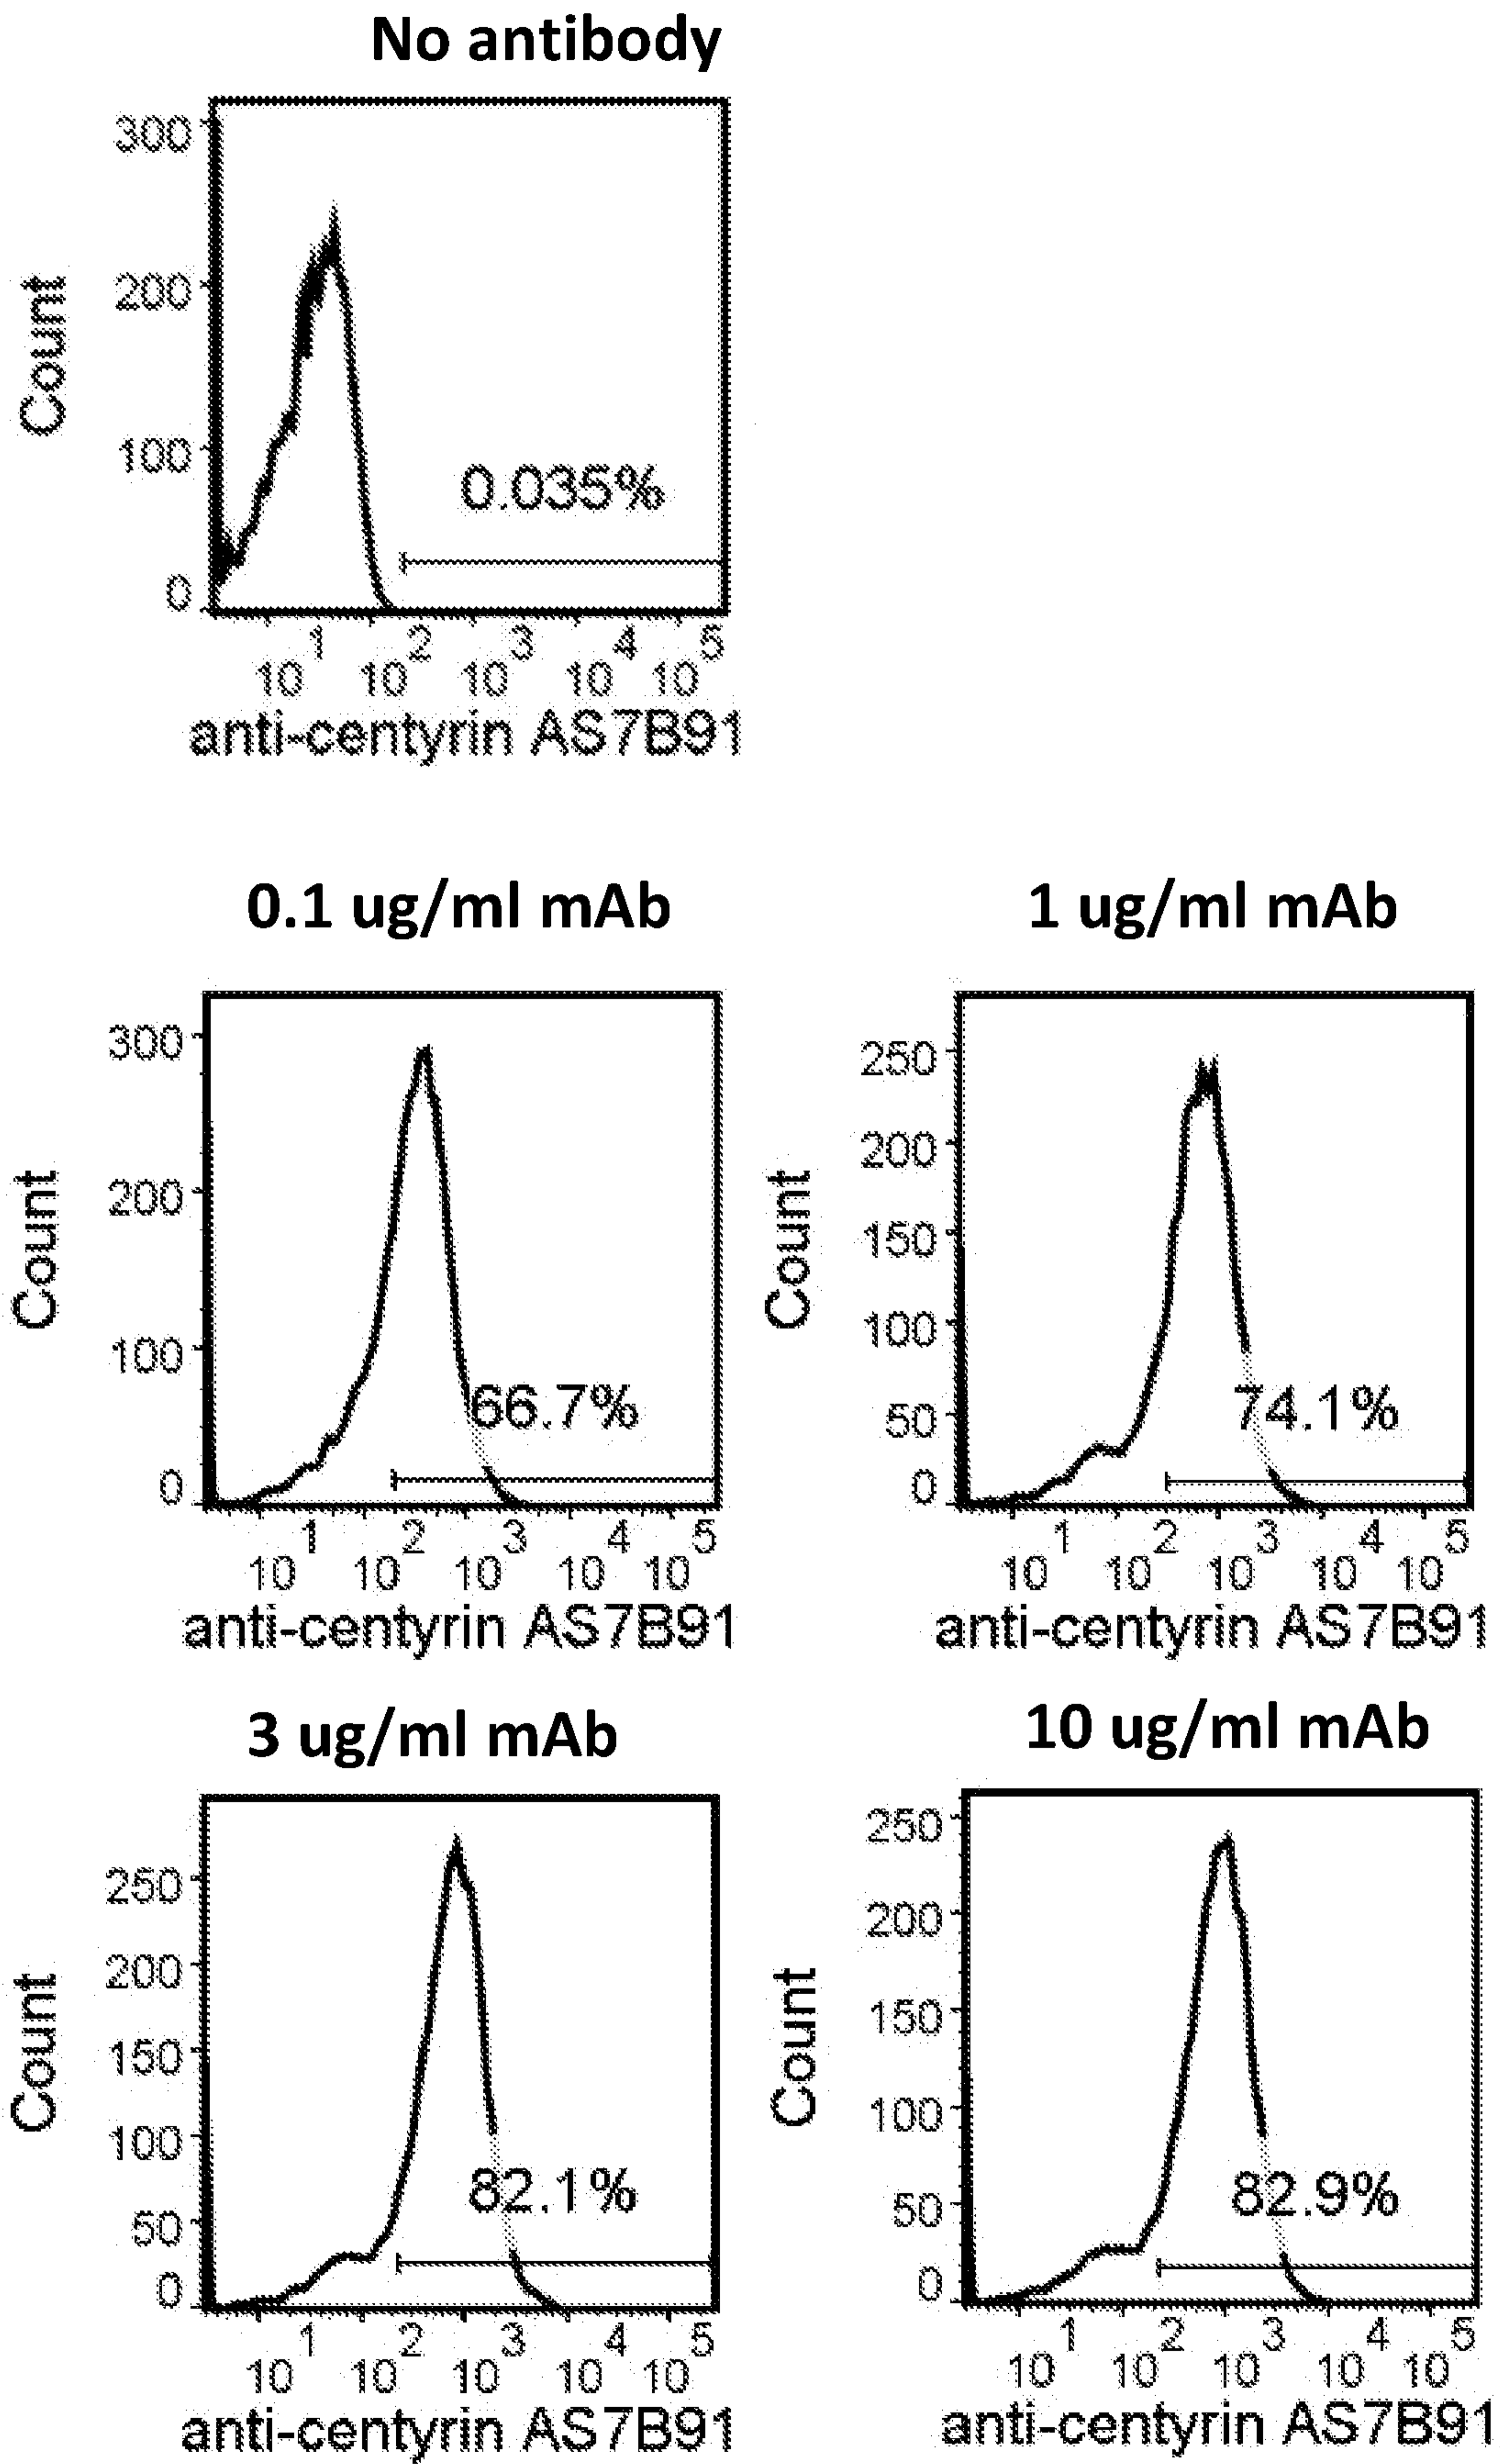 No antibody
300
200
100
0
Count
0.035%
10^1 10^2 10^3 10^4 10^5
anti-centyrin AS7B91
0.1 ug/ml mAb
300
200
100
0
Count
66.7%
10^1 10^2 10^3 10^4 10^5
anti-centyrin AS7B91
1 ug/ml mAb
250
200
150
100
50
0
Count
74.1%
10^1 10^2 10^3 10^4 10^5
anti-centyrin AS7B91
3 ug/ml mAb
250
200
150
100
50
0
Count
82.1%
10^1 10^2 10^3 10^4 10^5
anti-centyrin AS7B91
10 ug/ml mAb
250
200
150
100
50
0
Count
82.9%
10^1 10^2 10^3 10^4 10^5
anti-centyrin AS7B91